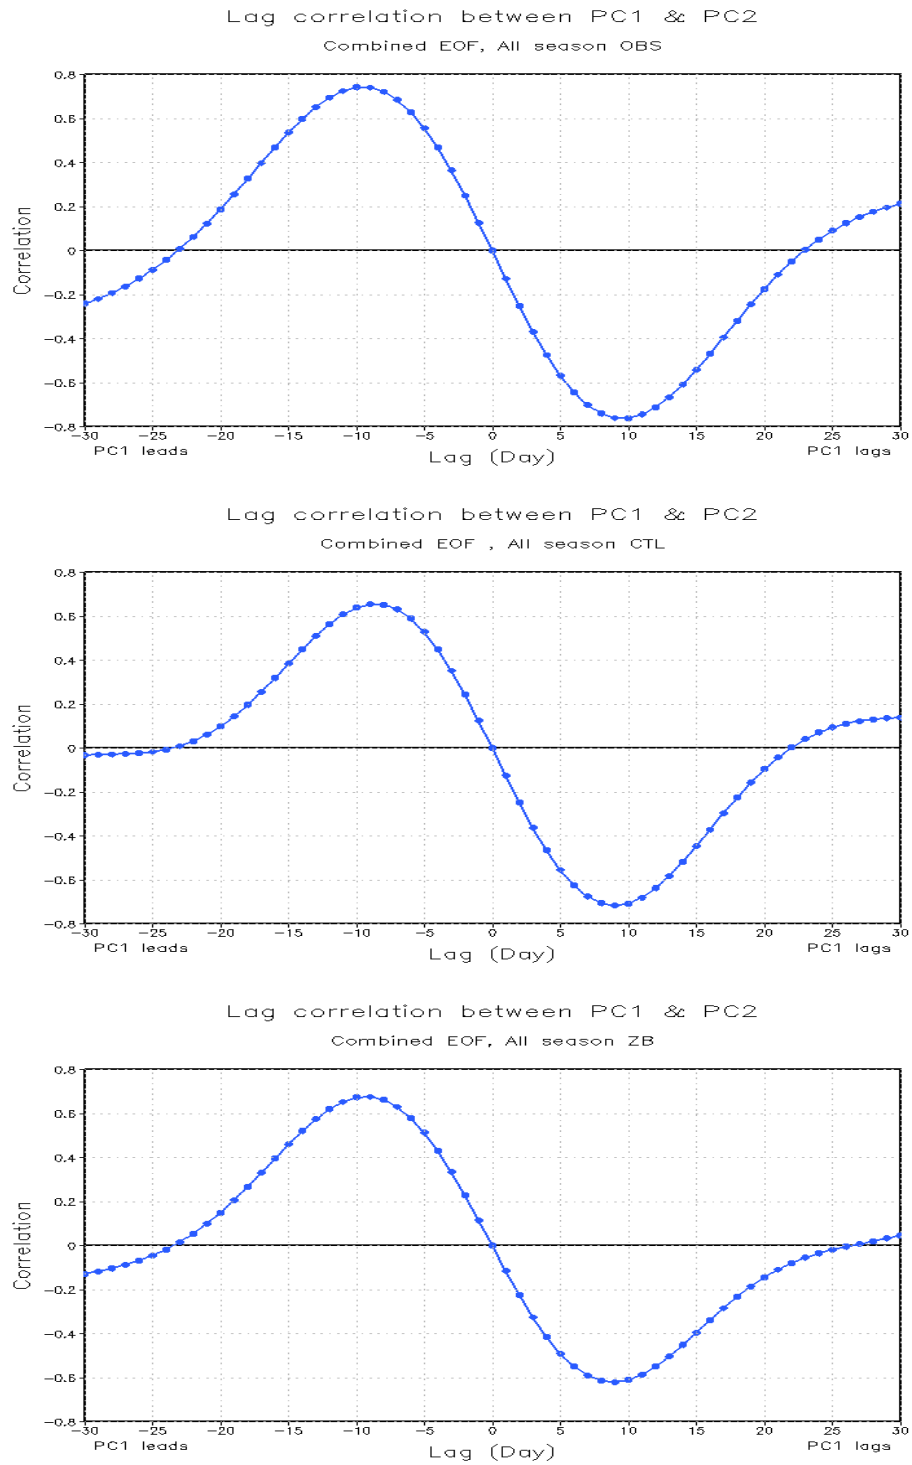 Lag correlation between PC1 & PC2
Combined EOF, All season OBS
0.8
0.6
0.4
0.2
0
−0.2
−0.4
−0.6
−0.8
Correlation
−30 −25 −20 −15 −10 −5 0 5 10 15 20 25 30
PC1 leads Lag (Day) PC1 lags
Lag correlation between PC1 & PC2
Combined EOF , All season CTL
0.8
0.6
0.4
0.2
0
−0.2
−0.4
−0.6
−0.8
Correlation
−30 −25 −20 −15 −10 −5 0 5 10 15 20 25 30
PC1 leads Lag (Day) PC1 lags
Lag correlation between PC1 & PC2
Combined EOF, All season ZB
0.8
0.6
0.4
0.2
0
−0.2
−0.4
−0.6
−0.8
Correlation
−30 −25 −20 −15 −10 −5 0 5 10 15 20 25 30
PC1 leads Lag (Day) PC1 lags